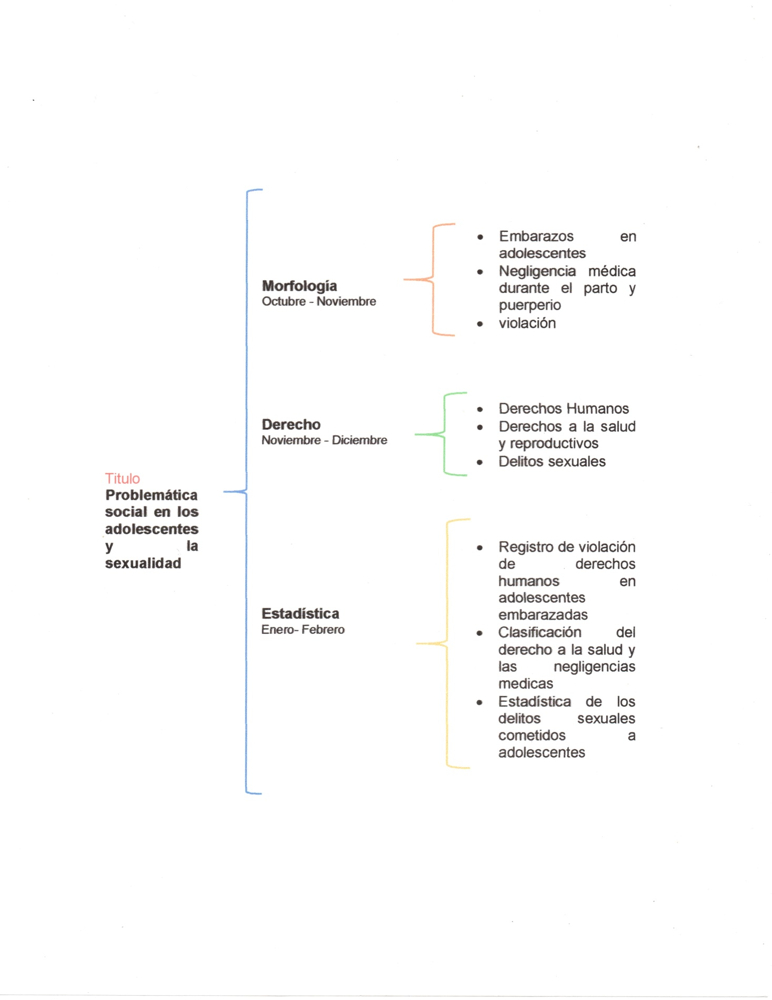 Embarazos en
adolescentes
Negligencia médica
durante el parto y
puerperio
violación
Morfología
Octubre - Noviembre
Derechos Humanos
Derechos a la salud
y reproductivos
Delitos sexuales
Derecho
Noviembre - Diciembre
Titulo
Problemática
social en los
adolescentes
y la
sexualidad
Estadística
Enero- Febrero
Registro de violación
de derechos
humanos en
adolescentes
embarazadas
Clasificación del
derecho a la salud y
las negligencias
medicas
Estadística de los
delitos sexuales
cometidos a
adolescentes